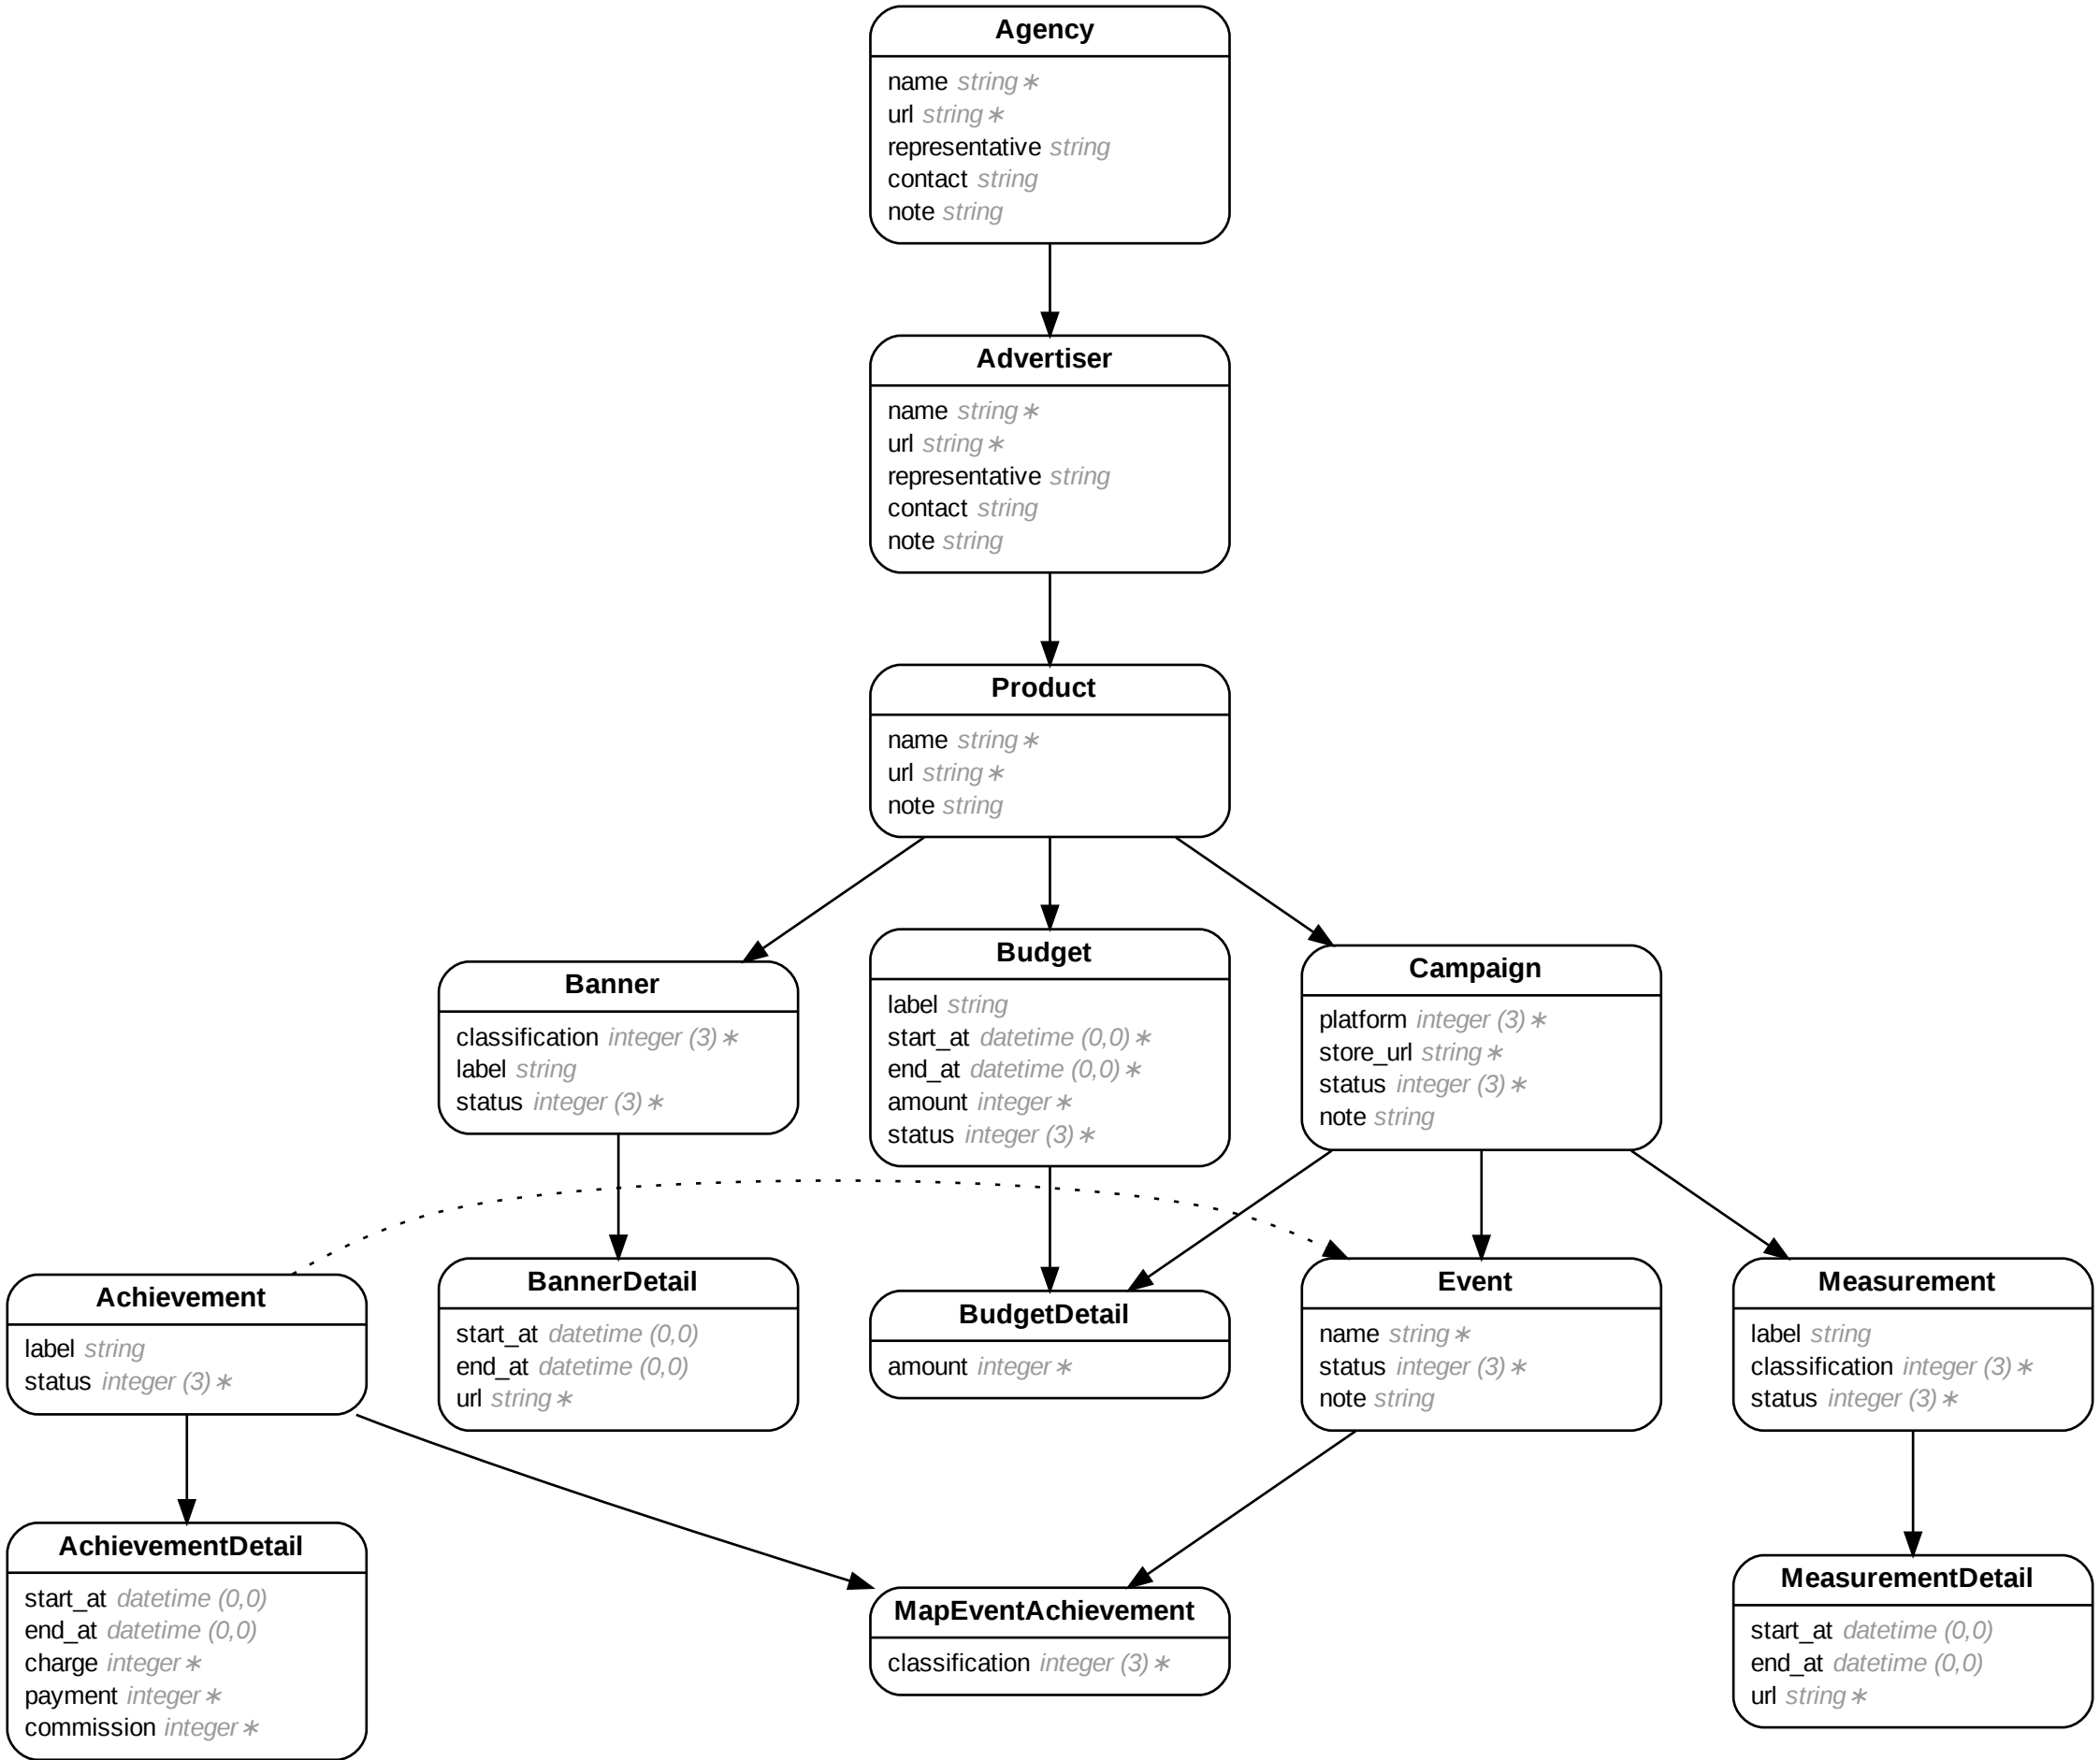 Agency
name string∗
url string∗
representative string
contact string
note string
Advertiser
name string∗
url string∗
representative string
contact string
note string
Product
name string∗
url string∗
note string
Banner
classification integer (3)∗
label string
status integer (3)∗
Budget
label string
start_at datetime (0,0)∗
end_at datetime (0,0)∗
amount integer∗
status integer (3)∗
Campaign
platform integer (3)∗
store_url string∗
status integer (3)∗
note string
Achievement
label string
status integer (3)∗
BannerDetail
start_at datetime (0,0)
end_at datetime (0,0)
url string∗
BudgetDetail
amount integer∗
Event
name string∗
status integer (3)∗
note string
Measurement
label string
classification integer (3)∗
status integer (3)∗
AchievementDetail
start_at datetime (0,0)
end_at datetime (0,0)
charge integer∗
payment integer∗
commission integer∗
MapEventAchievement
classification integer (3)∗
MeasurementDetail
start_at datetime (0,0)
end_at datetime (0,0)
url string∗